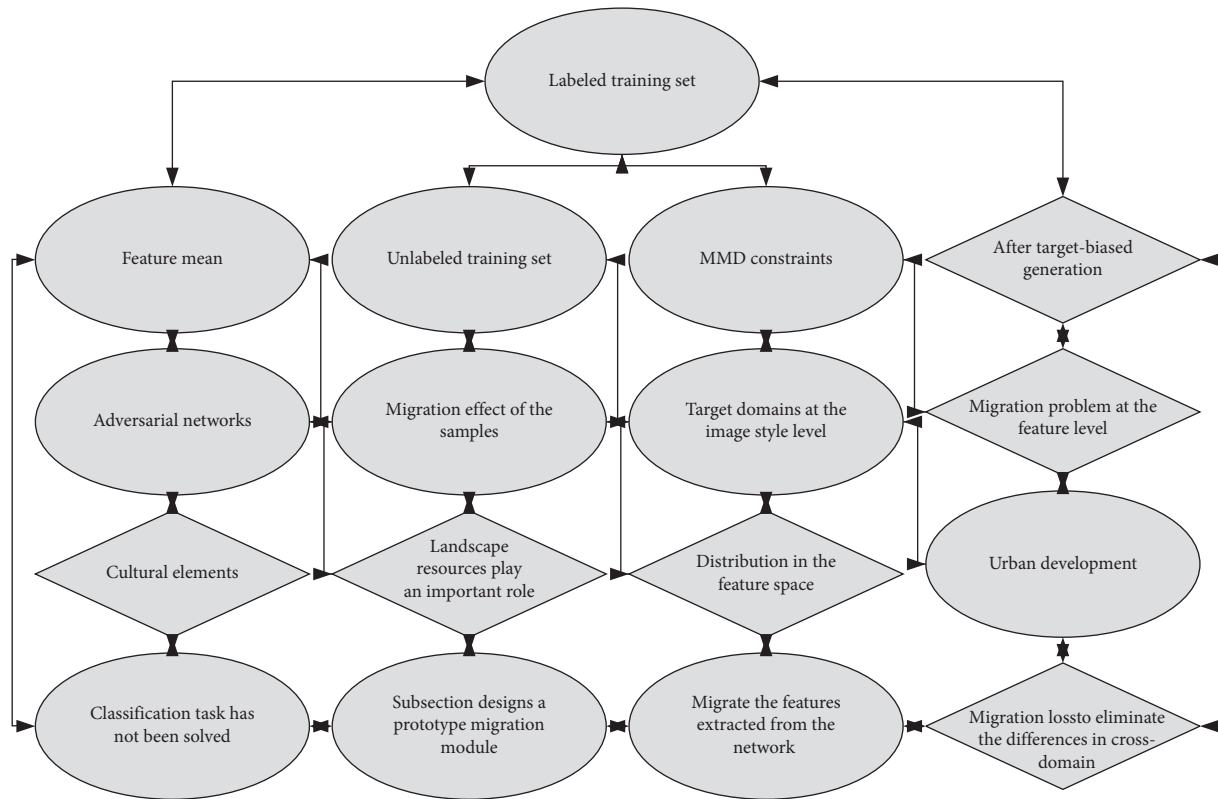 Labeled training set
Feature mean
Unlabeled training set
MMD constraints
After target-biased
generation
Adversarial networks
Migration effect of the
samples
Target domains at the
image style level
Migration problem at the
feature level
Cultural elements
Landscape
resources play
an important role
Distribution in the
feature space
Urban development
Classification task has
not been solved
Subsection designs a
prototype migration
module
Migrate the features
extracted from the
network
Migration lossto eliminate
the differences in cross-
domain